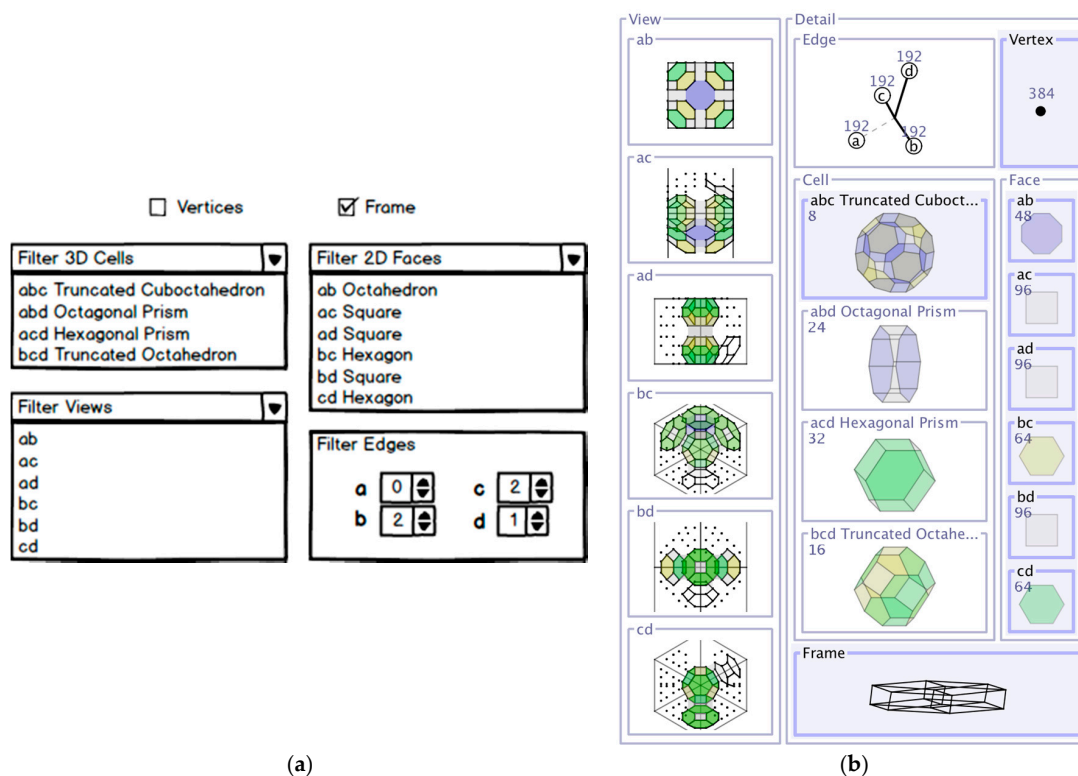 Vertices
Frame
Filter 3D Cells
abc Truncated Cuboctahedron
abd Octagonal Prism
acd Hexagonal Prism
bcd Truncated Octahedron
Filter 2D Faces
ab Octahedron
ac Square
ad Square
bc Hexagon
bd Square
cd Hexagon
Filter Views
ab
ac
ad
bc
bd
cd
Filter Edges
a 0
c 2
b 2
d 1
(a)
View
ab
ac
ad
bc
bd
cd
Detail
Edge
192
d
192
c
192
a
192
b
Vertex
384
Cell
abc Truncated Cuboct...
8
abd Octagonal Prism
24
acd Hexagonal Prism
32
bcd Truncated Octahe...
16
Face
ab
48
ac
96
ad
96
bc
64
bd
96
cd
64
Frame
(b)